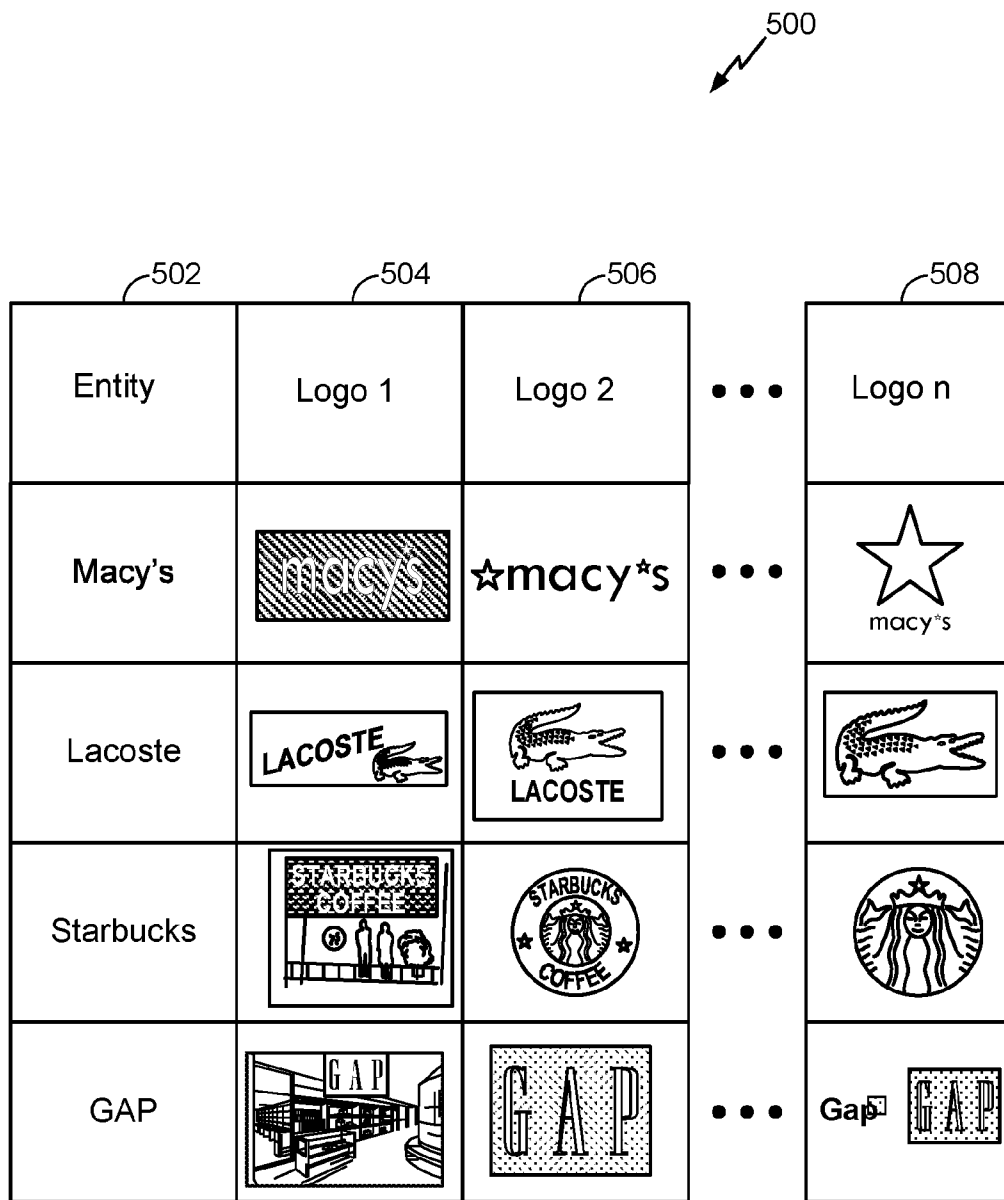 500
502
504
506
508
Entity
Logo 1
Logo 2
Logo n
Macy's
macy's
macy*s
macy*s
Lacoste
LACOSTE
LACOSTE
Starbucks
STARBUCKS
COFFEE
STARBUCKS
COFFEE
GAP
GAP
GAP
Gap
GAP